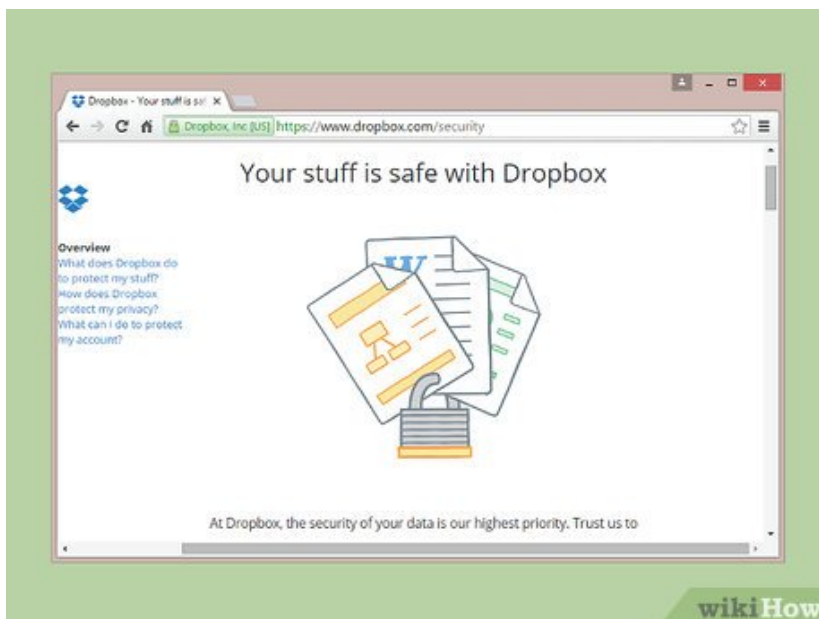 Dropbox - Your stuff is saf
Dropbox, Inc [US] https://www.dropbox.com/security
Your stuff is safe with Dropbox
Overview
What does Dropbox do
to protect my stuff?
How does Dropbox
protect my privacy?
What can i do to protect
my account?
W
At Dropbox, the security of your data is our highest priority. Trust us to
wikiHow